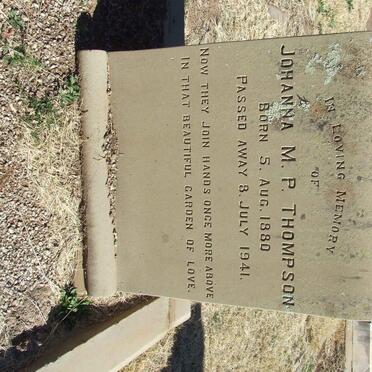 IN LOVING MEMORY
OF
JOHANNA M. P. THOMPSON
BORN 5. AUG. 1880
PASSED AWAY 8. JULY 1941.
NOW THEY JOIN HANDS ONCE MORE ABOVE
IN THAT BEAUTIFUL GARDEN OF LOVE.